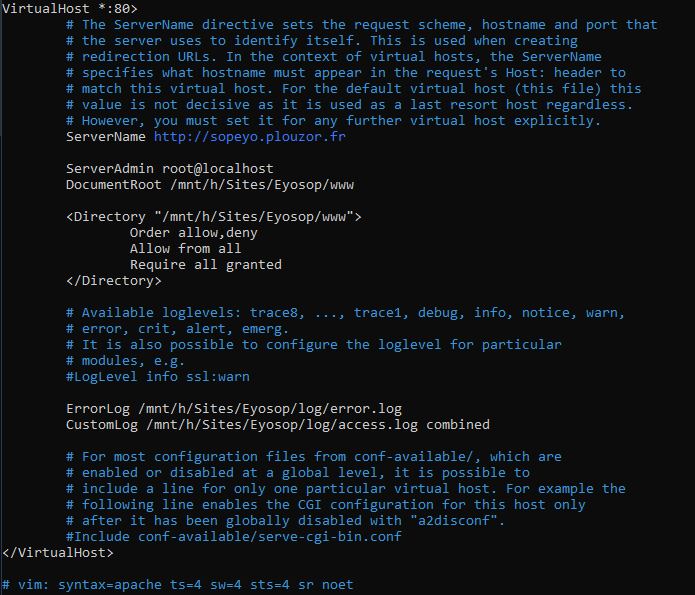 VirtualHost *:80>
# The ServerName directive sets the request scheme, hostname and port that
# the server uses to identify itself. This is used when creating
# redirection URLs. In the context of virtual hosts, the ServerName
# specifies what hostname must appear in the request's Host: header to
# match this virtual host. For the default virtual host (this file) this
# value is not decisive as it is used as a last resort host regardless.
# However, you must set it for any further virtual host explicitly.
ServerName http://sopeyo.plouzor.fr
ServerAdmin root@localhost
DocumentRoot /mnt/h/Sites/Eyosop/www
<Directory "/mnt/h/Sites/Eyosop/www">
Order allow,deny
Allow from all
Require all granted
</Directory>
# Available loglevels: trace8, ..., trace1, debug, info, notice, warn,
# error, crit, alert, emerg.
# It is also possible to configure the loglevel for particular
# modules, e.g.
#LogLevel info ssl:warn
ErrorLog /mnt/h/Sites/Eyosop/log/error.log
CustomLog /mnt/h/Sites/Eyosop/log/access.log combined
# For most configuration files from conf-available/, which are
# enabled or disabled at a global level, it is possible to
# include a line for only one particular virtual host. For example the
# following line enables the CGI configuration for this host only
# after it has been globally disabled with "a2disconf".
#Include conf-available/serve-cgi-bin.conf
</VirtualHost>
# vim: syntax=apache ts=4 sw=4 sts=4 sr noet